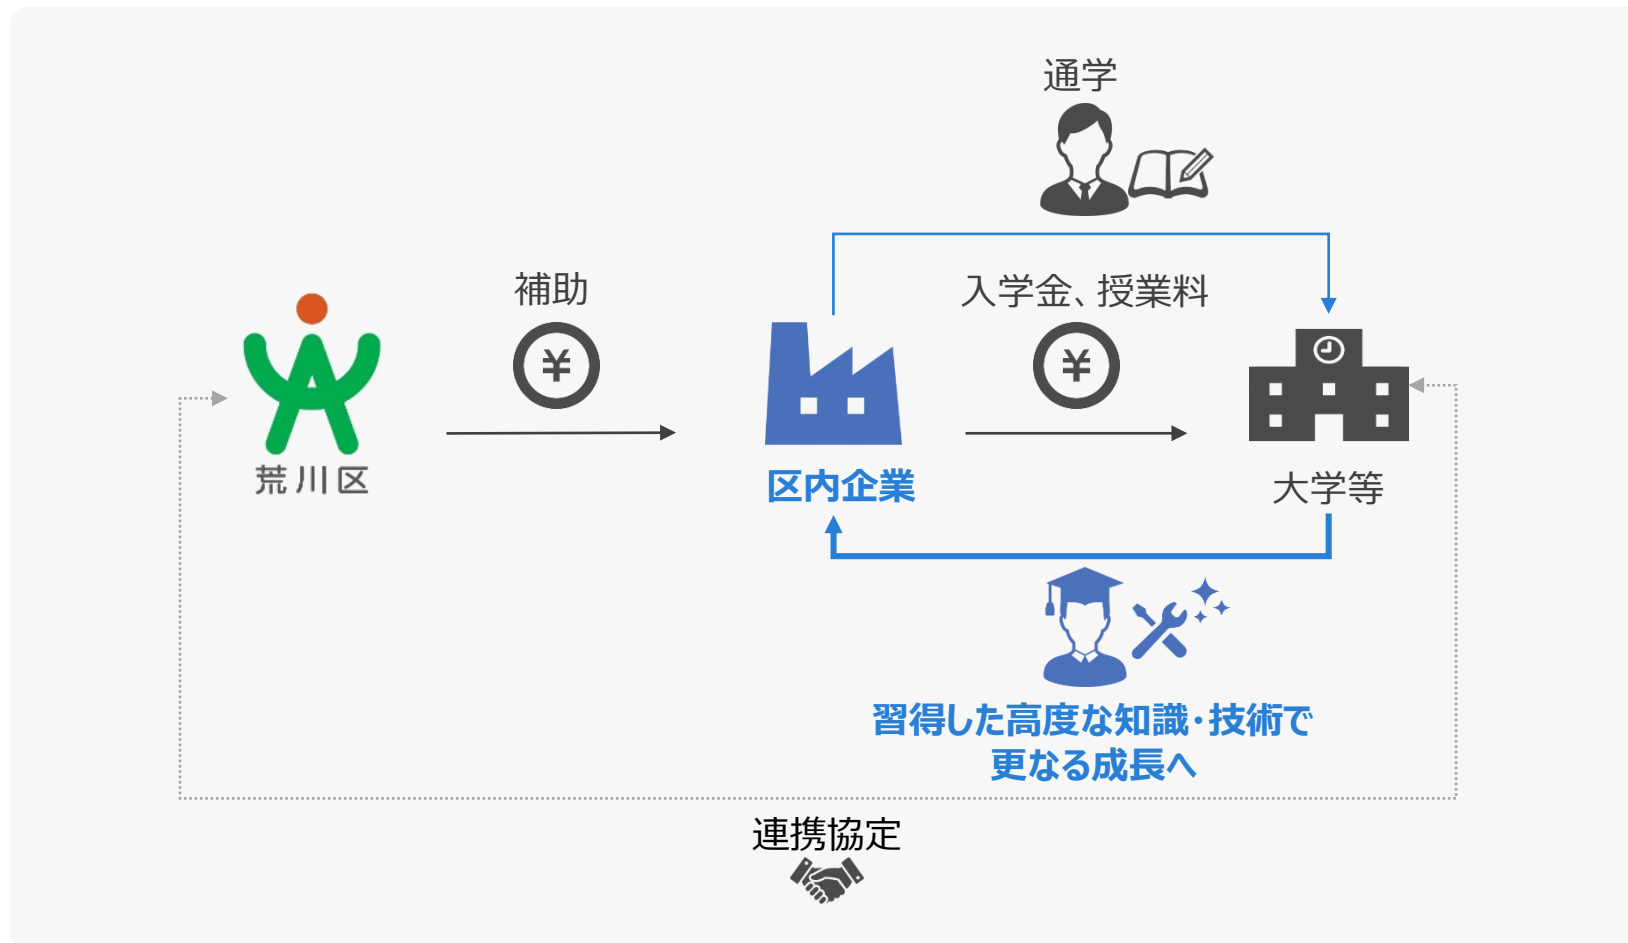 通学
補助
入学金、授業料
¥
¥
荒川区
区内企業
大学等
習得した高度な知識・技術で
更なる成長へ
連携協定